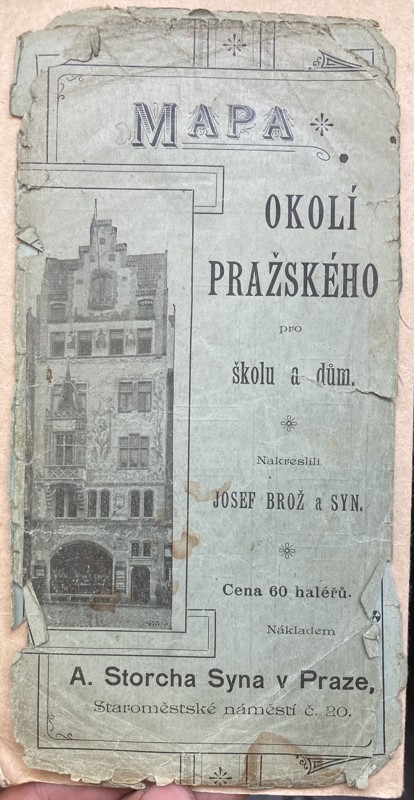 MAPA
OKOLÍ
PRAŽSKÉHO
pro
školu a dům.
Nakreslili
JOSEF BROŽ a SYN.
Cena 60 haléřů.
Nákladem
A. Storcha Syna v Praze,
Staroměstské náměstí č. 20.